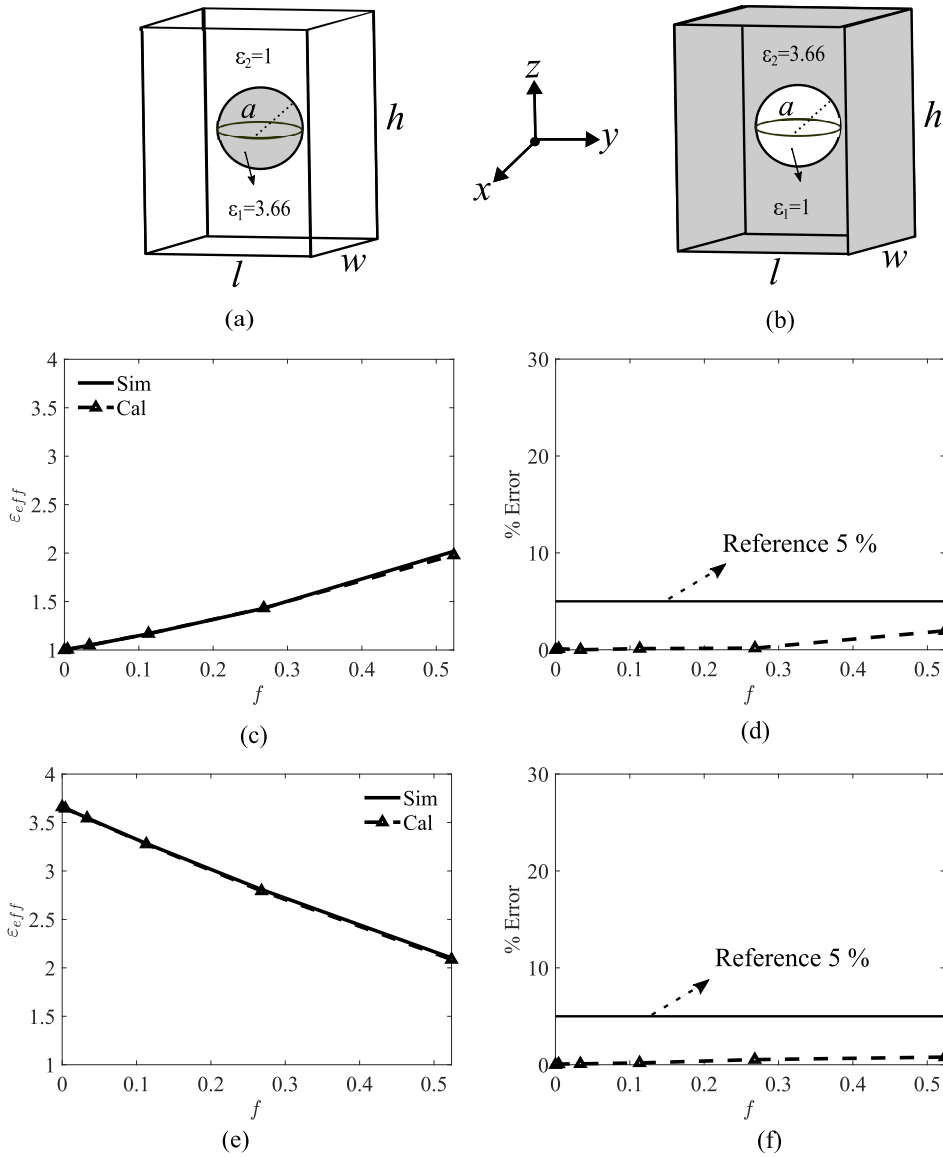 ε₂=1
a
ε₁=3.66
h
l
w
(a)
z
y
x
ε₂=3.66
a
ε₁=1
h
l
w
(b)
4
3.5
3
2.5
2
1.5
1
ε_eff
Sim
Cal
0 0.1 0.2 0.3 0.4 0.5
f
(c)
30
20
10
0
% Error
Reference 5 %
0 0.1 0.2 0.3 0.4 0.5
f
(d)
4
3.5
3
2.5
2
1.5
1
ε_eff
Sim
Cal
0 0.1 0.2 0.3 0.4 0.5
f
(e)
30
20
10
0
% Error
Reference 5 %
0 0.1 0.2 0.3 0.4 0.5
f
(f)